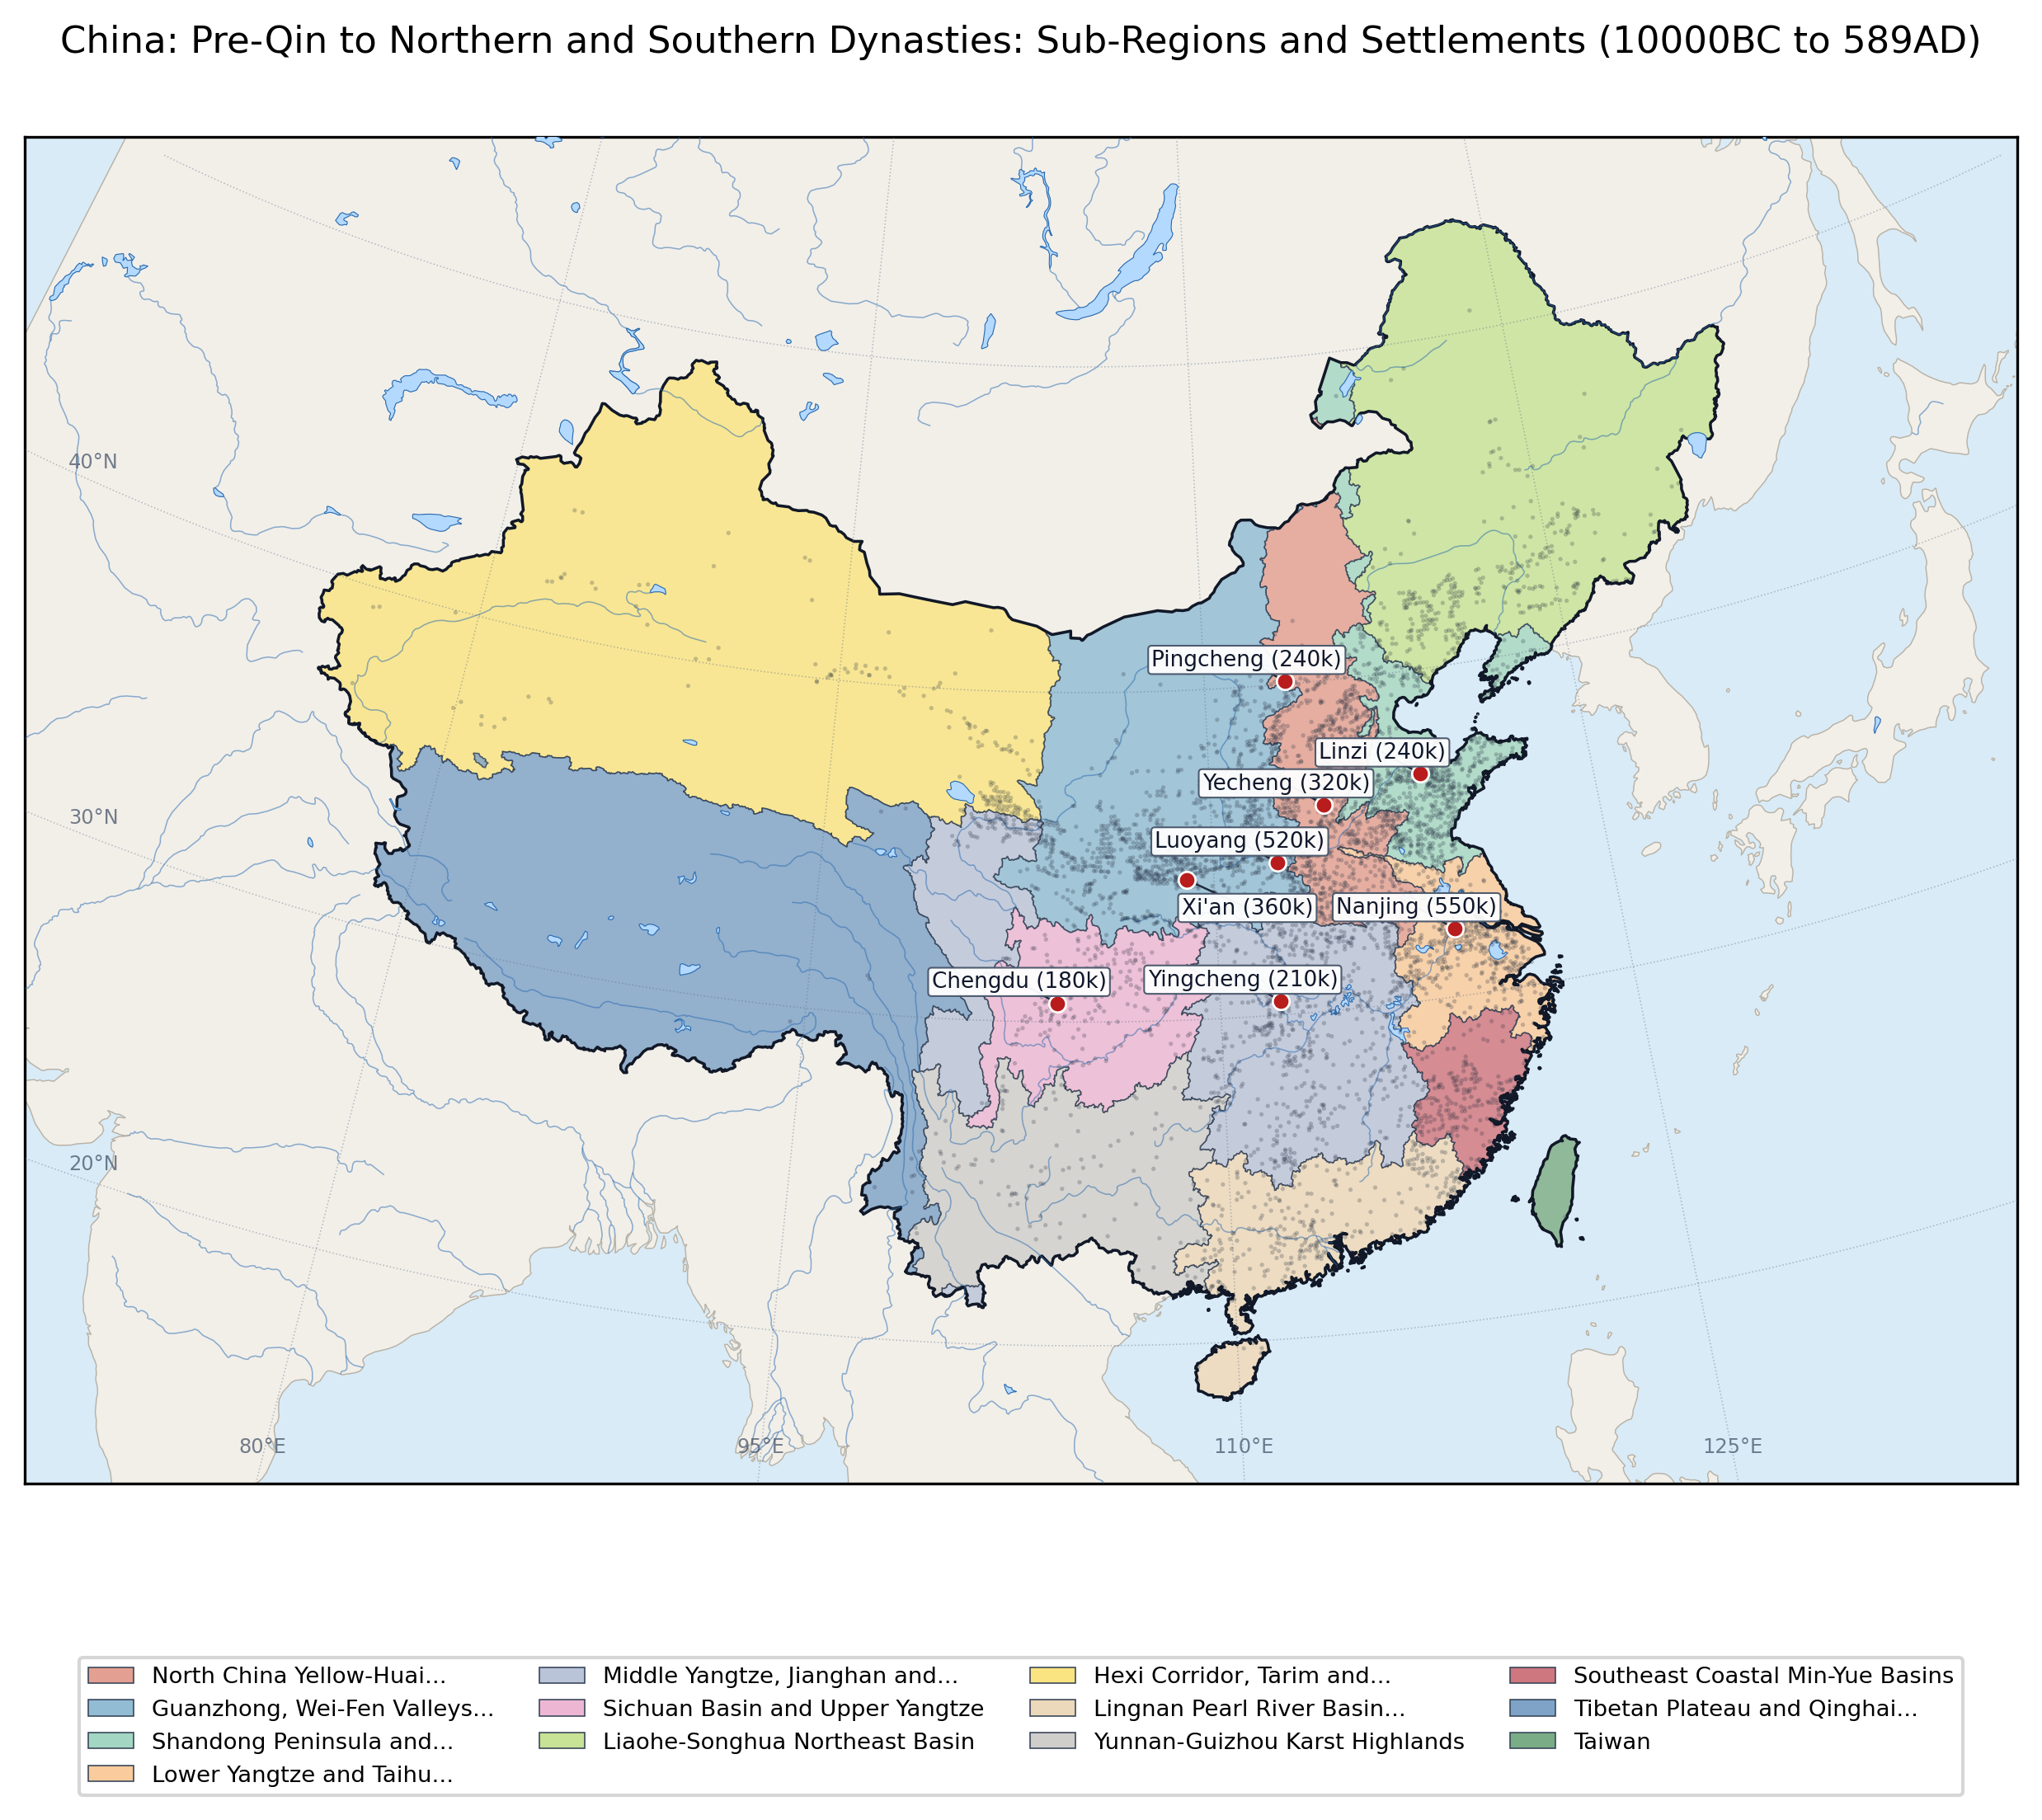 China: Pre-Qin to Northern and Southern Dynasties: Sub-Regions and Settlements (10000BC to 589AD)
40°N
30°N
20°N
80°E
95°E
110°E
125°E
Pingcheng (240k)
Linzi (240k)
Yecheng (320k)
Luoyang (520k)
Xi'an (360k)
Nanjing (550k)
Chengdu (180k)
Yingcheng (210k)
North China Yellow-Huai...
Guanzhong, Wei-Fen Valleys...
Shandong Peninsula and...
Lower Yangtze and Taihu...
Middle Yangtze, Jianghan and...
Sichuan Basin and Upper Yangtze
Liaohe-Songhua Northeast Basin
Hexi Corridor, Tarim and...
Lingnan Pearl River Basin...
Yunnan-Guizhou Karst Highlands
Southeast Coastal Min-Yue Basins
Tibetan Plateau and Qinghai...
Taiwan